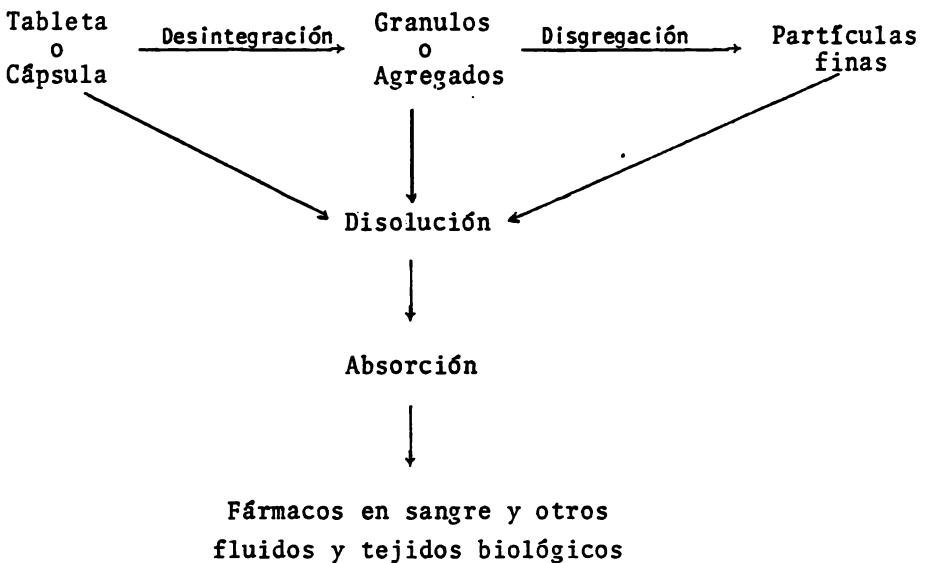 Tableta
o
Cápsula
Desintegración
Granulos
o
Agregados
Disgregación
Partículas
finas
Disolución
Absorción
Fármacos en sangre y otros
fluidos y tejidos biológicos